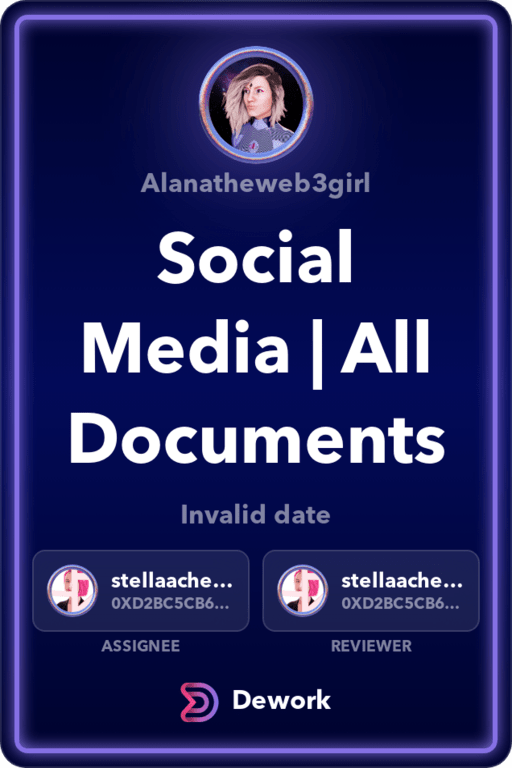 Alanatheweb3girl
Social
Media | All
Documents
Invalid date
stellaache...
0XD2BC5CB6...
ASSIGNEE
stellaache...
0XD2BC5CB6...
REVIEWER
Dework